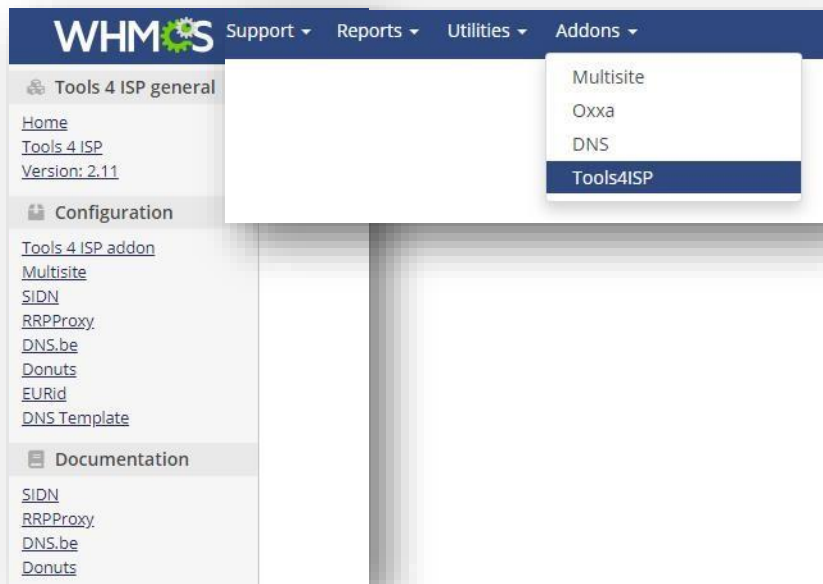 WHMCS Support Reports Utilities Addons
Multisite
Oxxa
DNS
Tools4ISP
Tools 4 ISP general
Home
Tools 4 ISP
Version: 2.11
Configuration
Tools 4 ISP addon
Multisite
SIDN
RRPProxy
DNS.be
Donuts
EURid
DNS Template
Documentation
SIDN
RRPProxy
DNS.be
Donuts